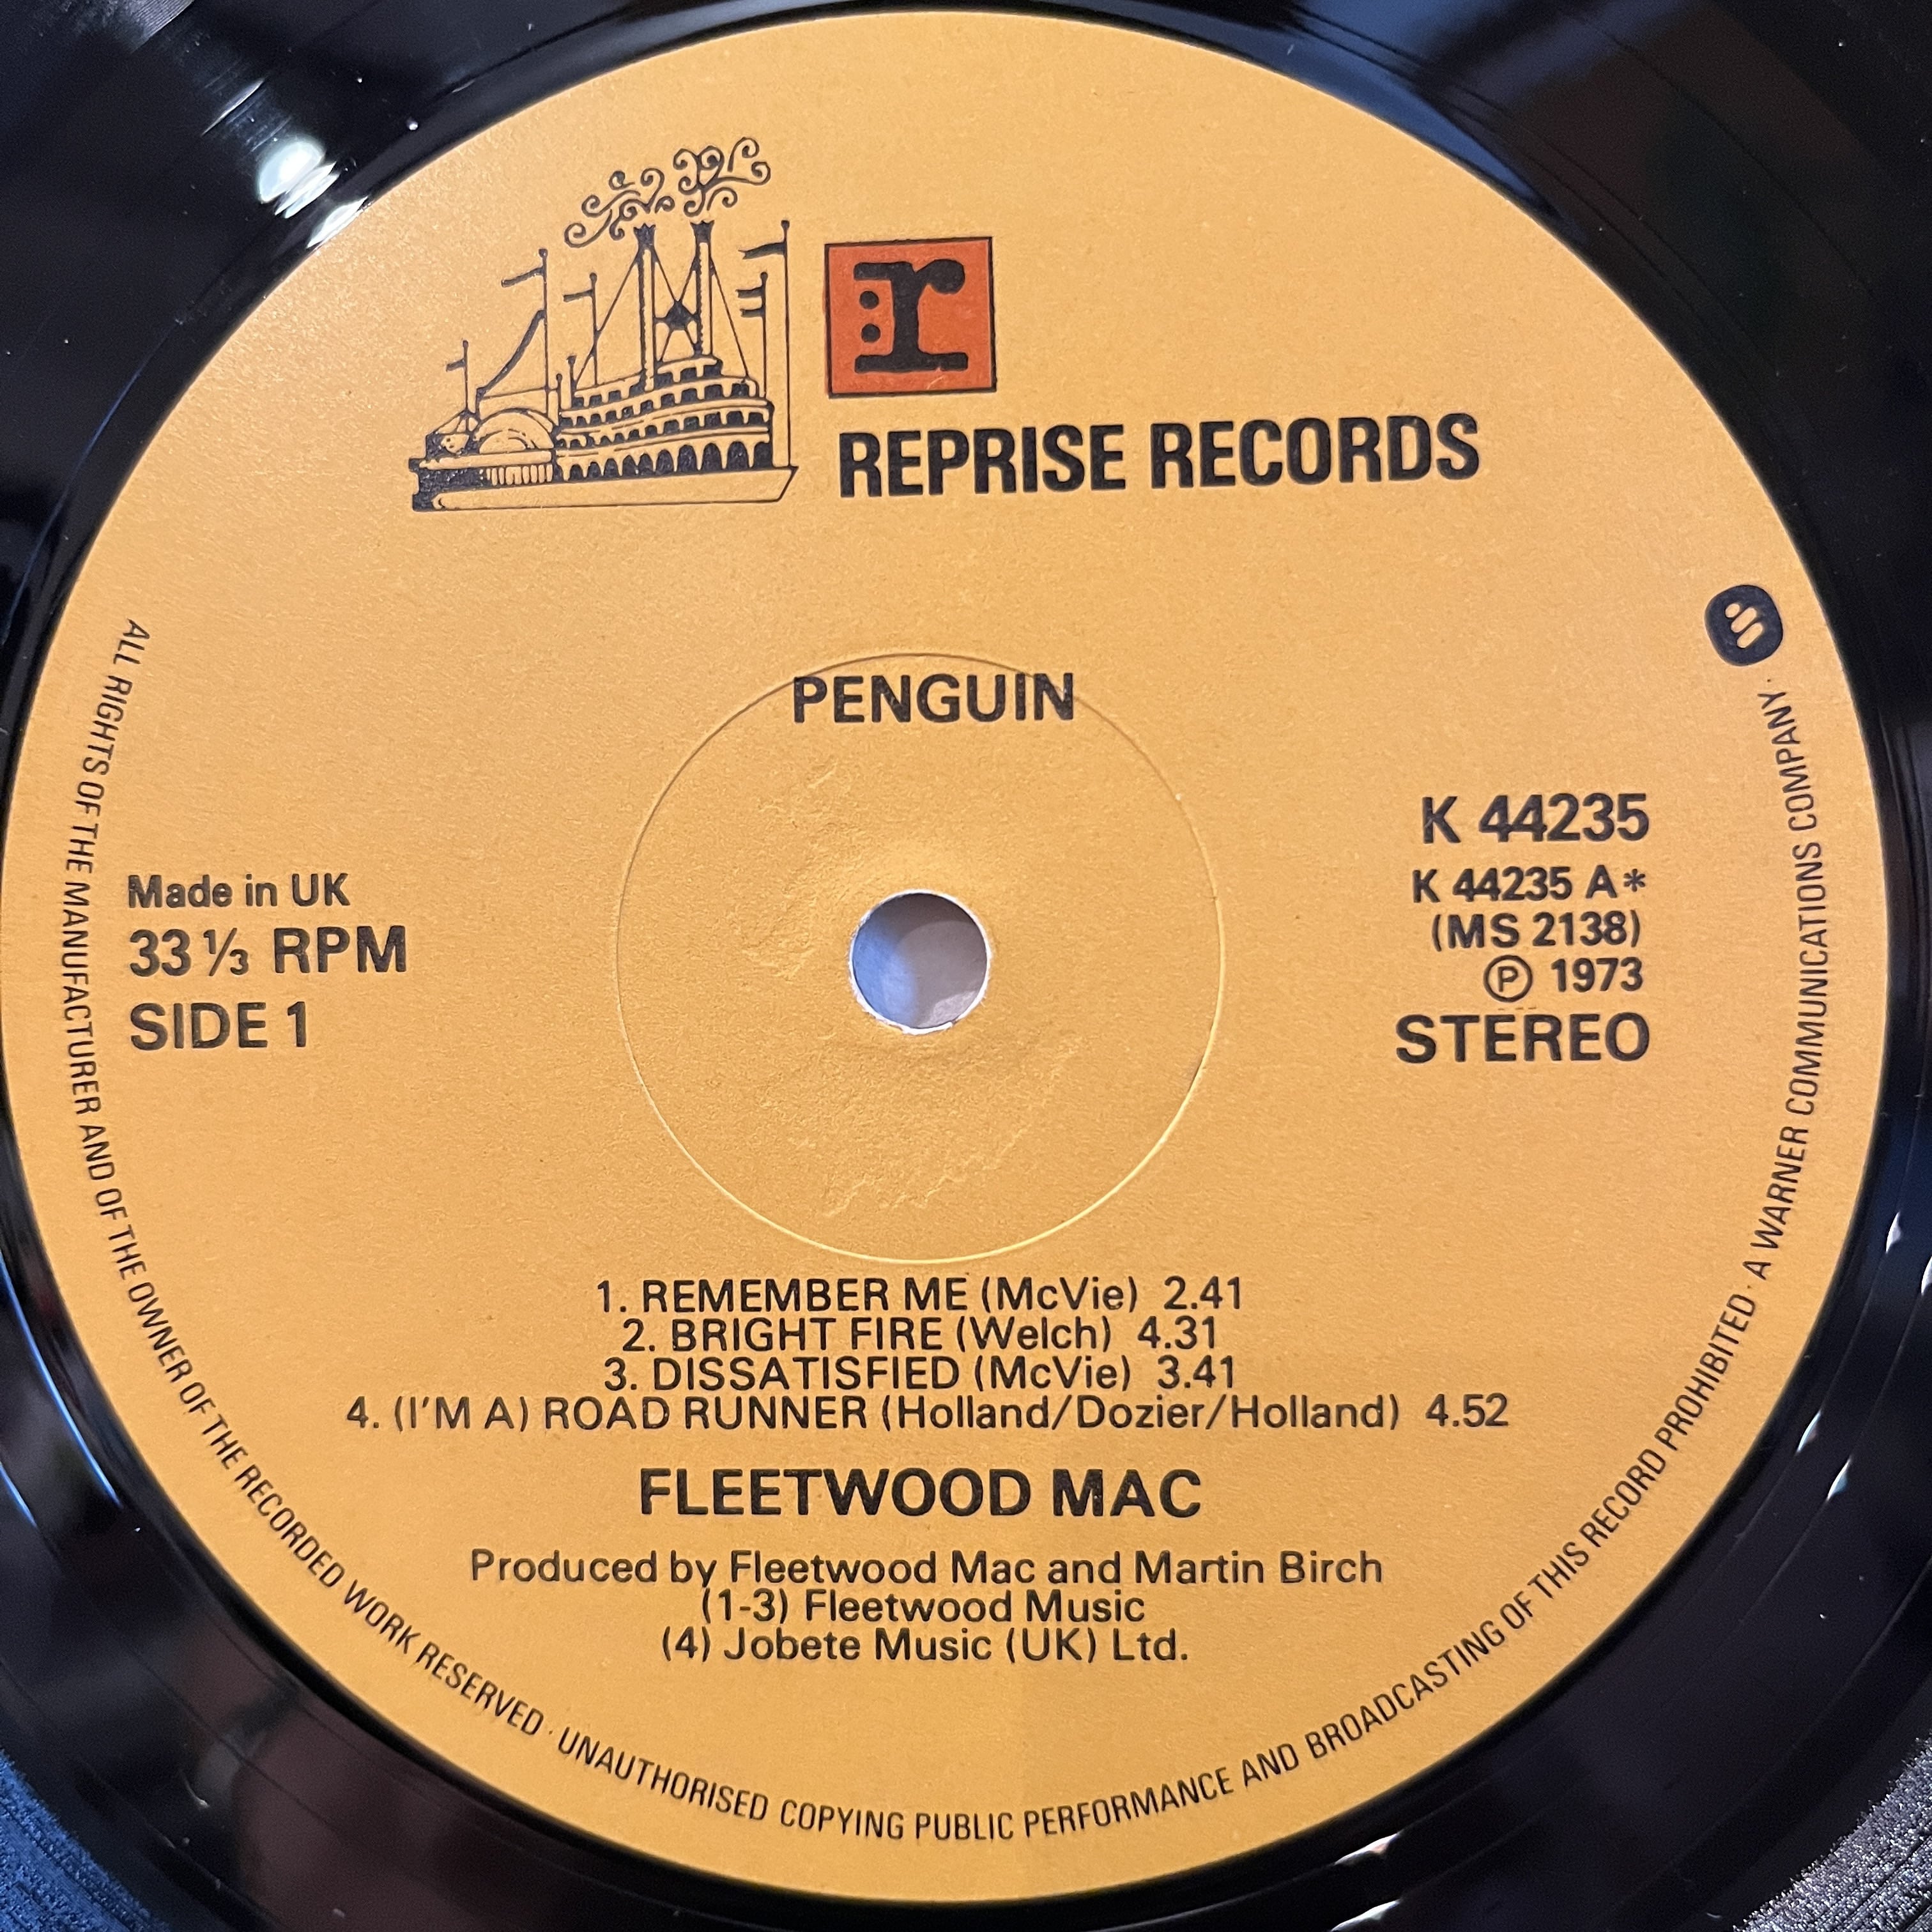 r
REPRISE RECORDS
PENGUIN
Made in UK
33 ⅓ RPM
SIDE 1
K 44235
K 44235 A*
(MS 2138)
℗ 1973
STEREO
1. REMEMBER ME (McVie) 2.41
2. BRIGHT FIRE (Welch) 4.31
3. DISSATISFIED (McVie) 3.41
4. (I'M A) ROAD RUNNER (Holland/Dozier/Holland) 4.52
FLEETWOOD MAC
Produced by Fleetwood Mac and Martin Birch
(1-3) Fleetwood Music
(4) Jobete Music (UK) Ltd.
ALL RIGHTS OF THE MANUFACTURER AND OF THE OWNER OF THE RECORDED WORK RESERVED · UNAUTHORISED COPYING PUBLIC PERFORMANCE AND BROADCASTING OF THIS RECORD PROHIBITED · A WARNER COMMUNICATIONS COMPANY ·